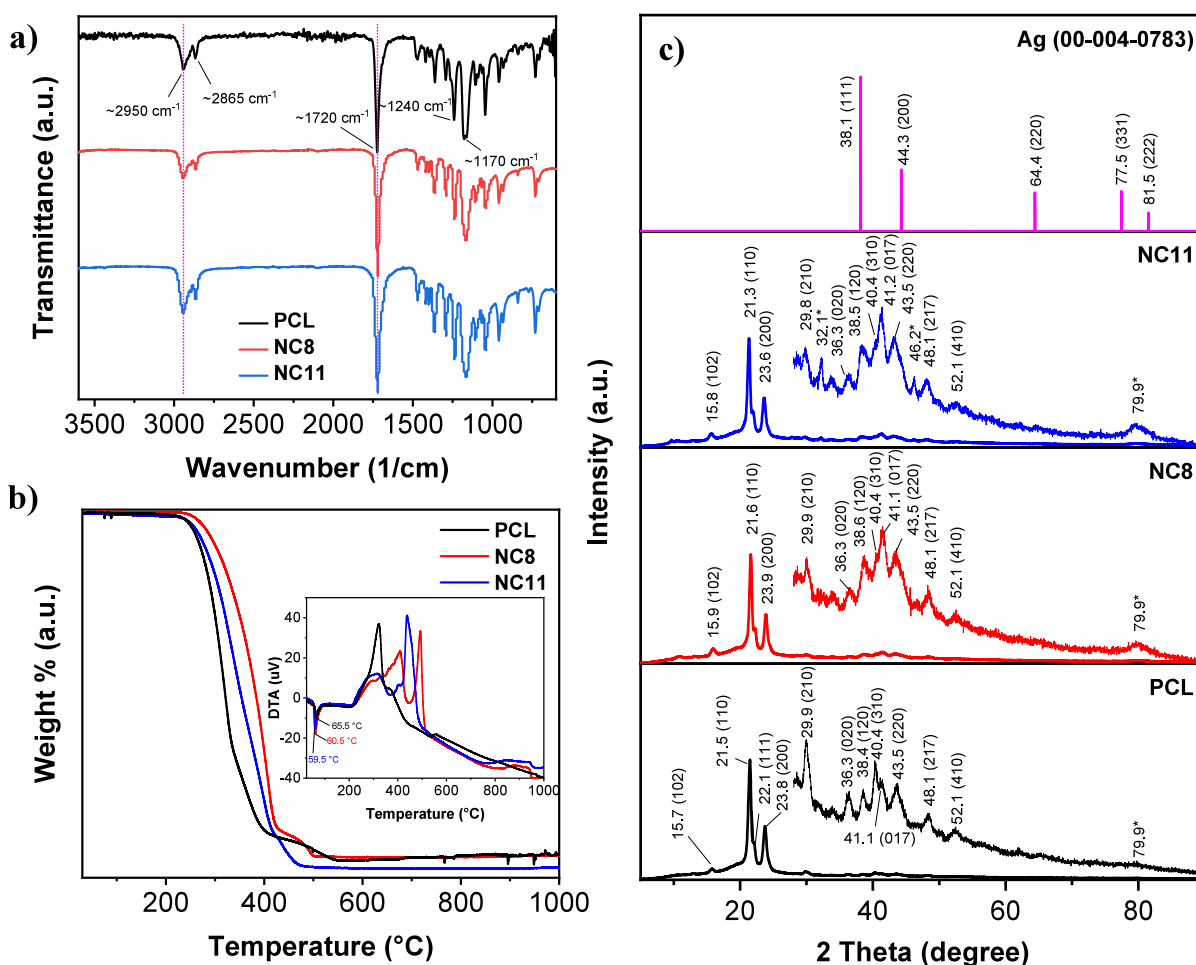 a)
Transmittance (a.u.)
~2950 cm-1
~2865 cm-1
~1720 cm-1
~1240 cm-1
~1170 cm-1
PCL
NC8
NC11
3500 3000 2500 2000 1500 1000
Wavenumber (1/cm)
b)
Weight % (a.u.)
PCL
NC8
NC11
DTA (uV)
40
20
0
-20
-40
65.5 °C
60.5 °C
59.5 °C
200 400 600 800 1000
Temperature (°C)
200 400 600 800 1000
Temperature (°C)
c)
Intensity (a.u.)
Ag (00-004-0783)
38.1 (111)
44.3 (200)
64.4 (220)
77.5 (331)
81.5 (222)
NC11
15.8 (102)
21.3 (110)
23.6 (200)
29.8 (210)
32.1*
36.3 (020)
38.5 (120)
40.4 (310)
41.2 (017)
43.5 (220)
46.2*
48.1 (217)
52.1 (410)
79.9*
NC8
15.9 (102)
21.6 (110)
23.9 (200)
29.9 (210)
36.3 (020)
38.6 (120)
40.4 (310)
41.1 (017)
43.5 (220)
48.1 (217)
52.1 (410)
79.9*
PCL
15.7 (102)
21.5 (110)
22.1 (111)
23.8 (200)
29.9 (210)
36.3 (020)
38.4 (120)
40.4 (310)
41.1 (017)
43.5 (220)
48.1 (217)
52.1 (410)
79.9*
20 40 60 80
2 Theta (degree)